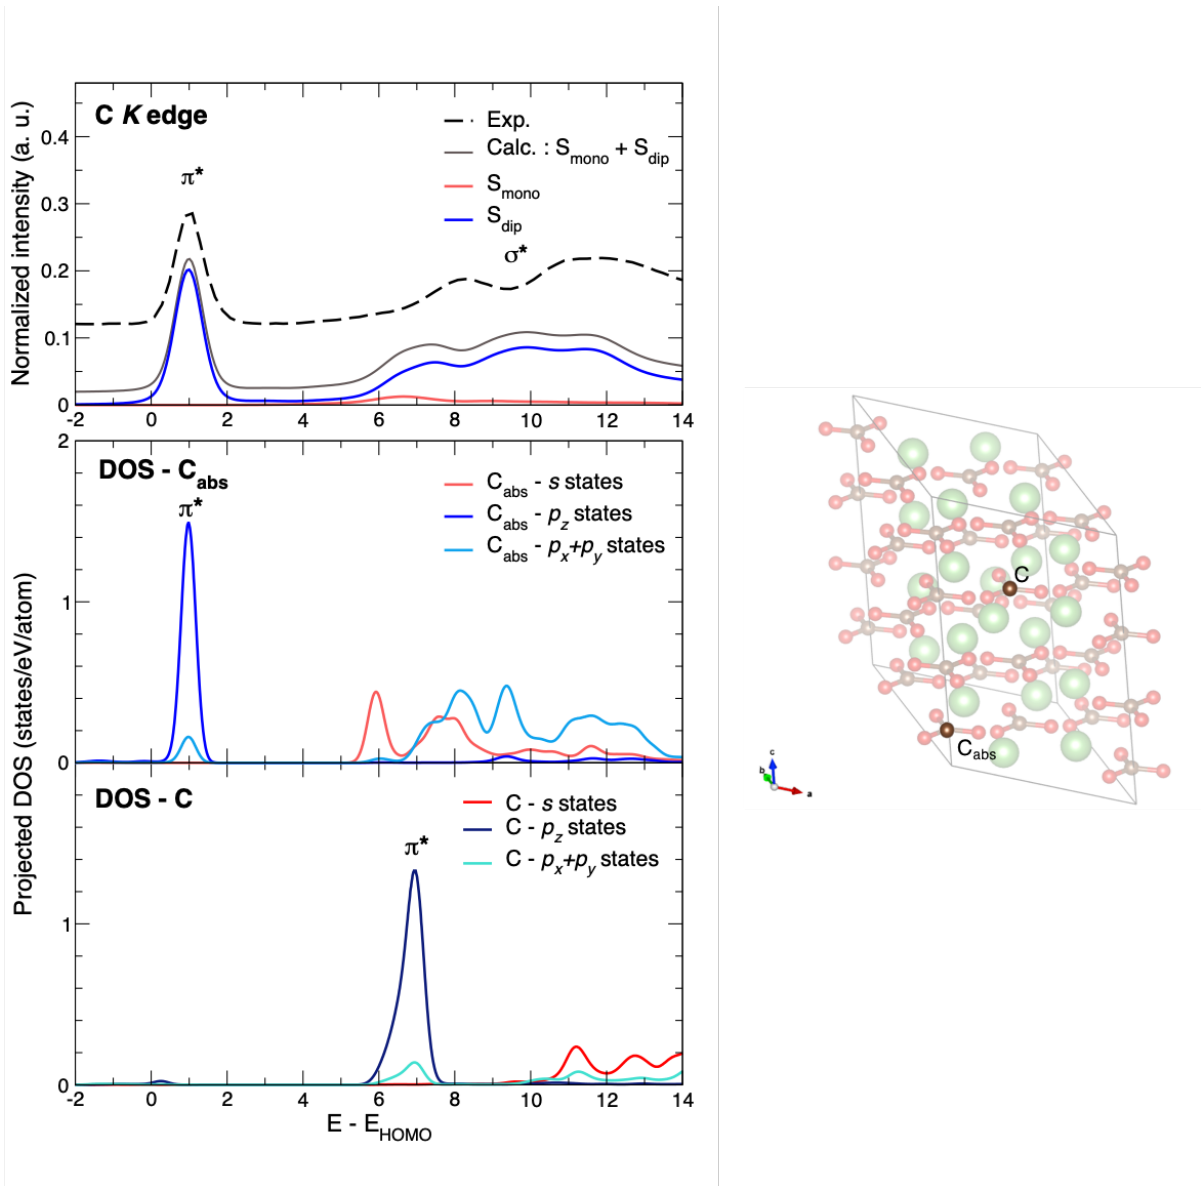 C K edge
Exp.
Calc. : Smono + Sdip
Smono
Sdip
π*
σ*
Normalized intensity (a. u.)
0.4
0.3
0.2
0.1
0
-2 0 2 4 6 8 10 12 14
DOS - Cabs
π*
Cabs - s states
Cabs - pz states
Cabs - px+py states
2
1
0
DOS - C
π*
C - s states
C - pz states
C - px+py states
Projected DOS (states/eV/atom)
1
0
-2 0 2 4 6 8 10 12 14
E - EHOMO
C
Cabs
c
b
a